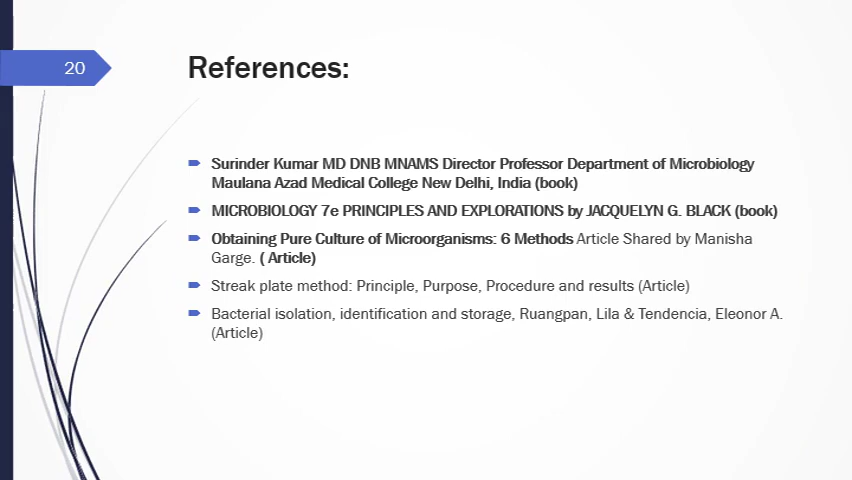 20
References:
Surinder Kumar MD DNB MNAMS Director Professor Department of Microbiology
Maulana Azad Medical College New Delhi, India (book)
MICROBIOLOGY 7e PRINCIPLES AND EXPLORATIONS by JACQUELYN G. BLACK (book)
Obtaining Pure Culture of Microorganisms: 6 Methods Article Shared by Manisha
Garge. ( Article)
Streak plate method: Principle, Purpose, Procedure and results (Article)
Bacterial isolation, identification and storage, Ruangpan, Lila & Tendencia, Eleonor A.
(Article)